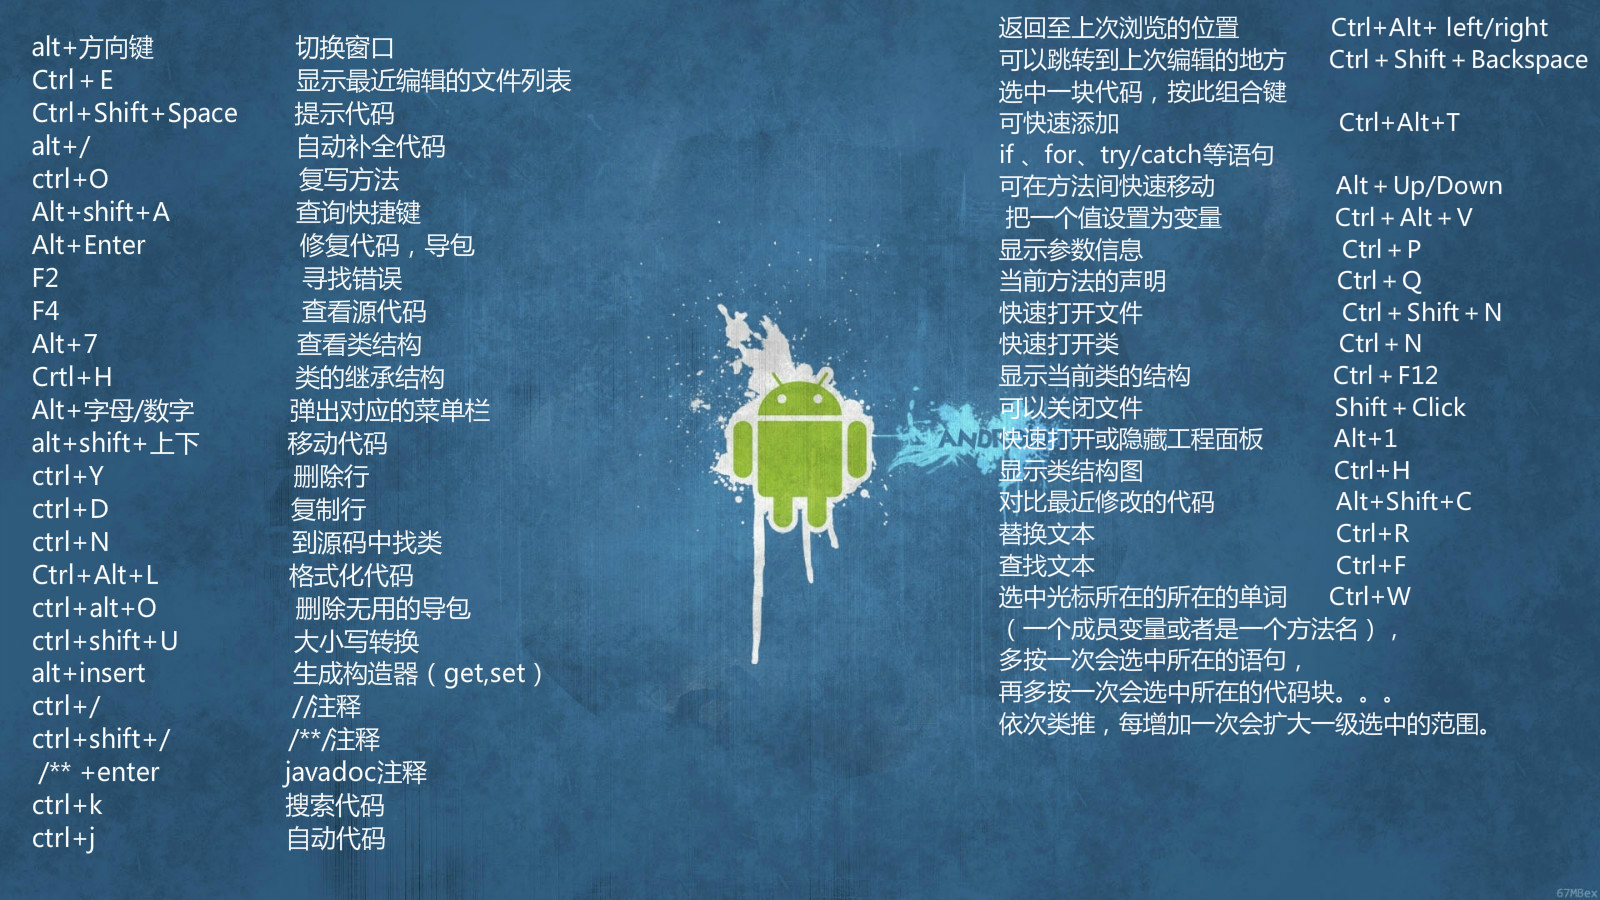 alt+方向键 切换窗口
Ctrl + E 显示最近编辑的文件列表
Ctrl+Shift+Space 提示代码
alt+/ 自动补全代码
ctrl+O 复写方法
Alt+shift+A 查询快捷键
Alt+Enter 修复代码，导包
F2 寻找错误
F4 查看源代码
Alt+7 查看类结构
Crtl+H 类的继承结构
Alt+字母/数字 弹出对应的菜单栏
alt+shift+上下 移动代码
ctrl+Y 删除行
ctrl+D 复制行
ctrl+N 到源码中找类
Ctrl+Alt+L 格式化代码
ctrl+alt+O 删除无用的导包
ctrl+shift+U 大小写转换
alt+insert 生成构造器（get,set）
ctrl+/ //注释
ctrl+shift+/ /**/注释
/** +enter javadoc注释
ctrl+k 搜索代码
ctrl+j 自动代码
返回至上次浏览的位置 Ctrl+Alt+ left/right
可以跳转到上次编辑的地方 Ctrl + Shift + Backspace
选中一块代码，按此组合键
可快速添加 Ctrl+Alt+T
if 、for、try/catch等语句
可在方法间快速移动 Alt + Up/Down
把一个值设置为变量 Ctrl + Alt + V
显示参数信息 Ctrl + P
当前方法的声明 Ctrl + Q
快速打开文件 Ctrl + Shift + N
快速打开类 Ctrl + N
显示当前类的结构 Ctrl + F12
可以关闭文件 Shift + Click
快速打开或隐藏工程面板 Alt+1
显示类结构图 Ctrl+H
对比最近修改的代码 Alt+Shift+C
替换文本 Ctrl+R
查找文本 Ctrl+F
选中光标所在的所在的单词 Ctrl+W
（一个成员变量或者是一个方法名），
多按一次会选中所在的语句，
再多按一次会选中所在的代码块。。。
依次类推，每增加一次会扩大一级选中的范围。
67MBex